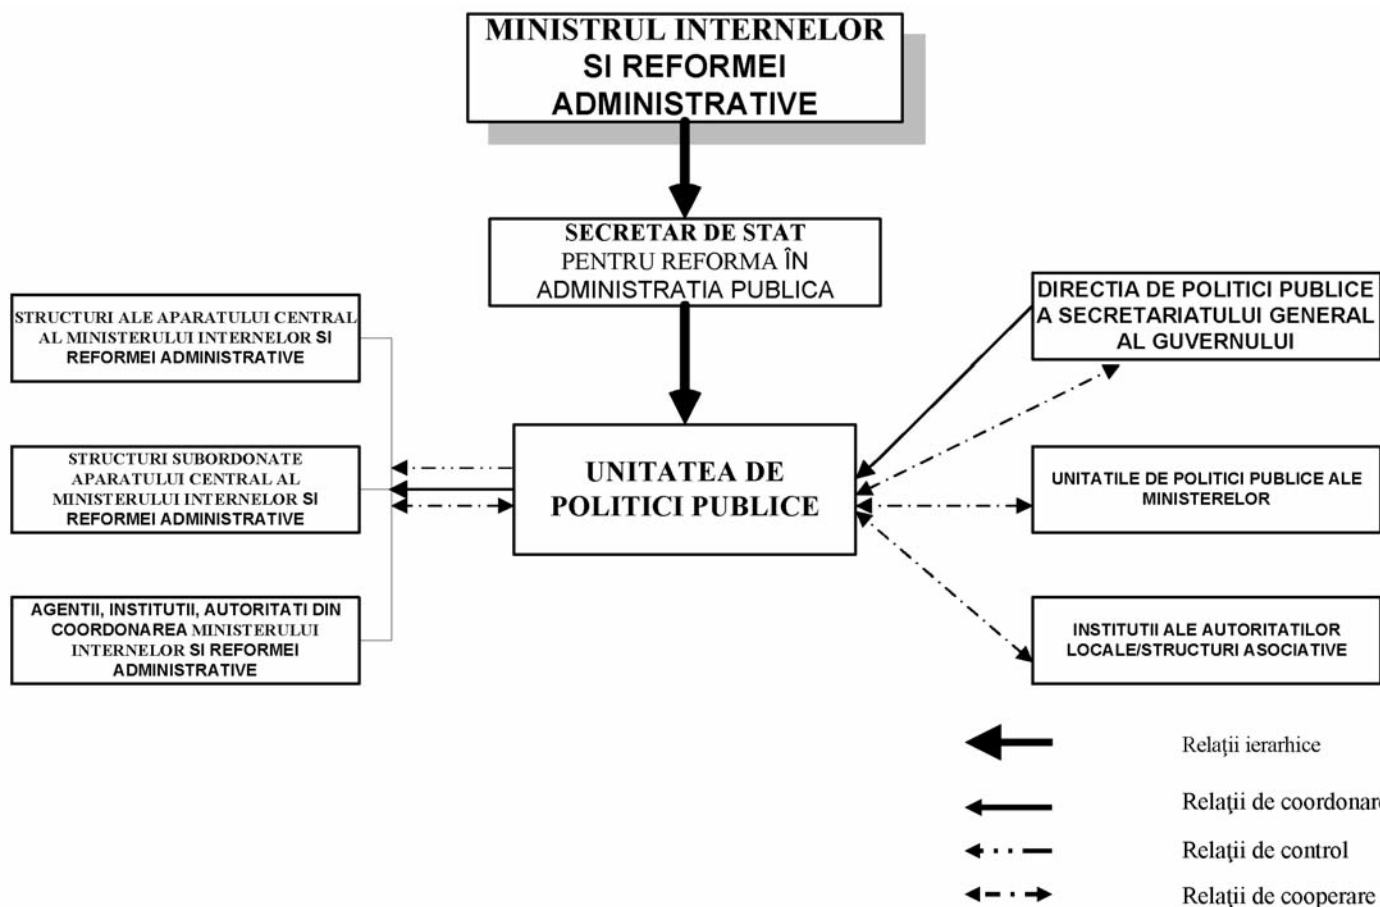 MINISTRUL INTERNELOR
SI REFORMEI
ADMINISTRATIVE
SECRETAR DE STAT
PENTRU REFORMA ÎN
ADMINISTRATIA PUBLICA
STRUCTURI ALE APARATULUI CENTRAL
AL MINISTERULUI INTERNELOR SI
REFORMEI ADMINISTRATIVE
DIRECTIA DE POLITICI PUBLICE
A SECRETARIATULUI GENERAL
AL GUVERNULUI
STRUCTURI SUBORDONATE
APARATULUI CENTRAL AL
MINISTERULUI INTERNELOR SI
REFORMEI ADMINISTRATIVE
UNITATEA DE
POLITICI PUBLICE
UNITATILE DE POLITICI PUBLICE ALE
MINISTERELOR
AGENTII, INSTITUTII, AUTORITATI DIN
COORDONAREA MINISTERULUI
INTERNELOR SI REFORMEI
ADMINISTRATIVE
INSTITUTII ALE AUTORITATILOR
LOCALE/STRUCTURI ASOCIATIVE
Relații ierarhice
Relaţii de coordonare
Relaţii de control
Relaţii de cooperare